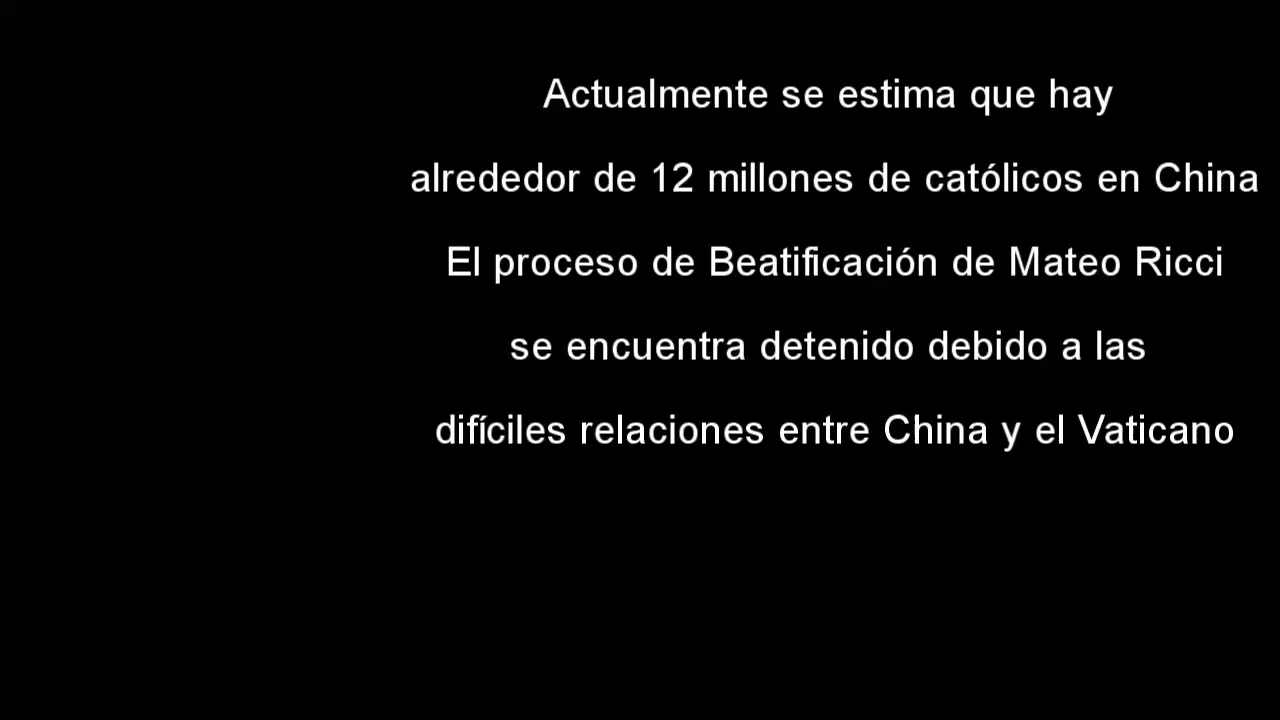 Actualmente se estima que hay
alrededor de 12 millones de católicos en China
El proceso de Beatificación de Mateo Ricci
se encuentra detenido debido a las
difíciles relaciones entre China y el Vaticano